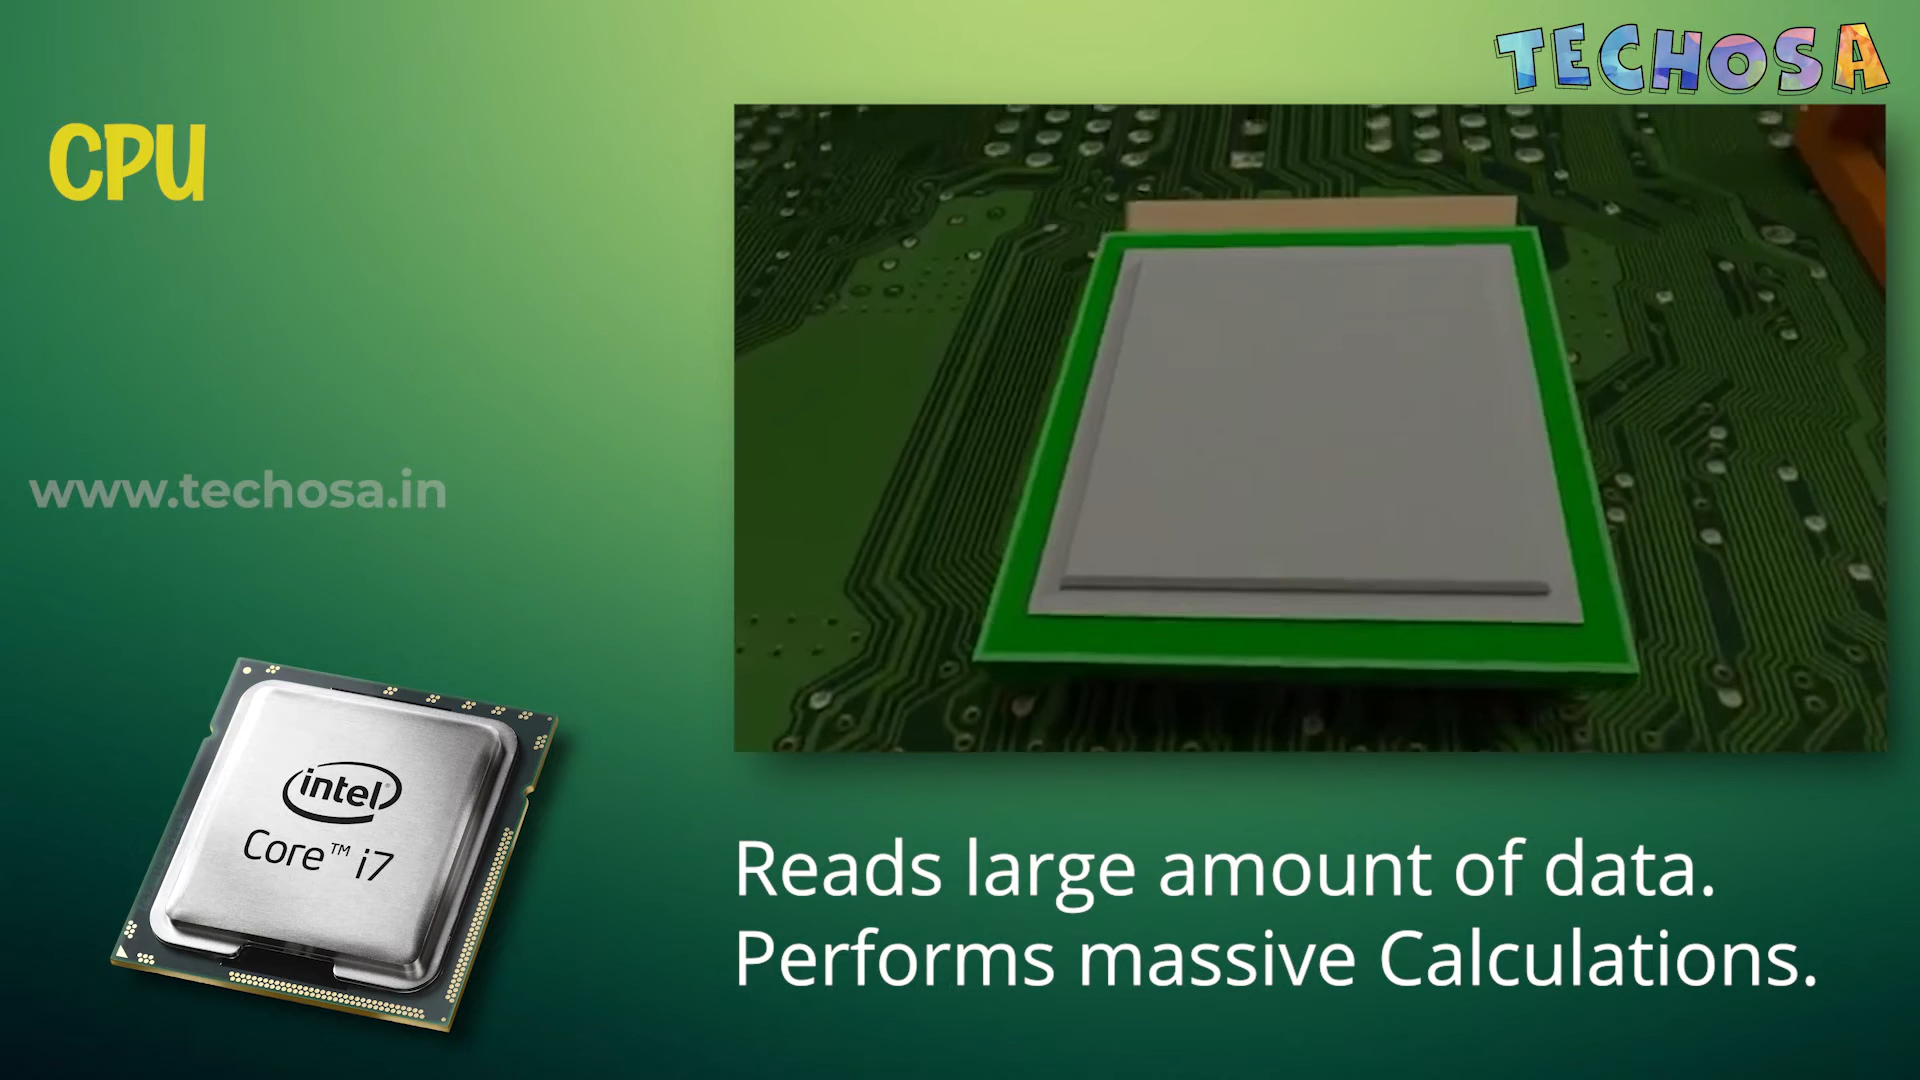 TECHOSA
CPU
www.techosa.in
intel
Core™ i7
Reads large amount of data.
Performs massive Calculations.